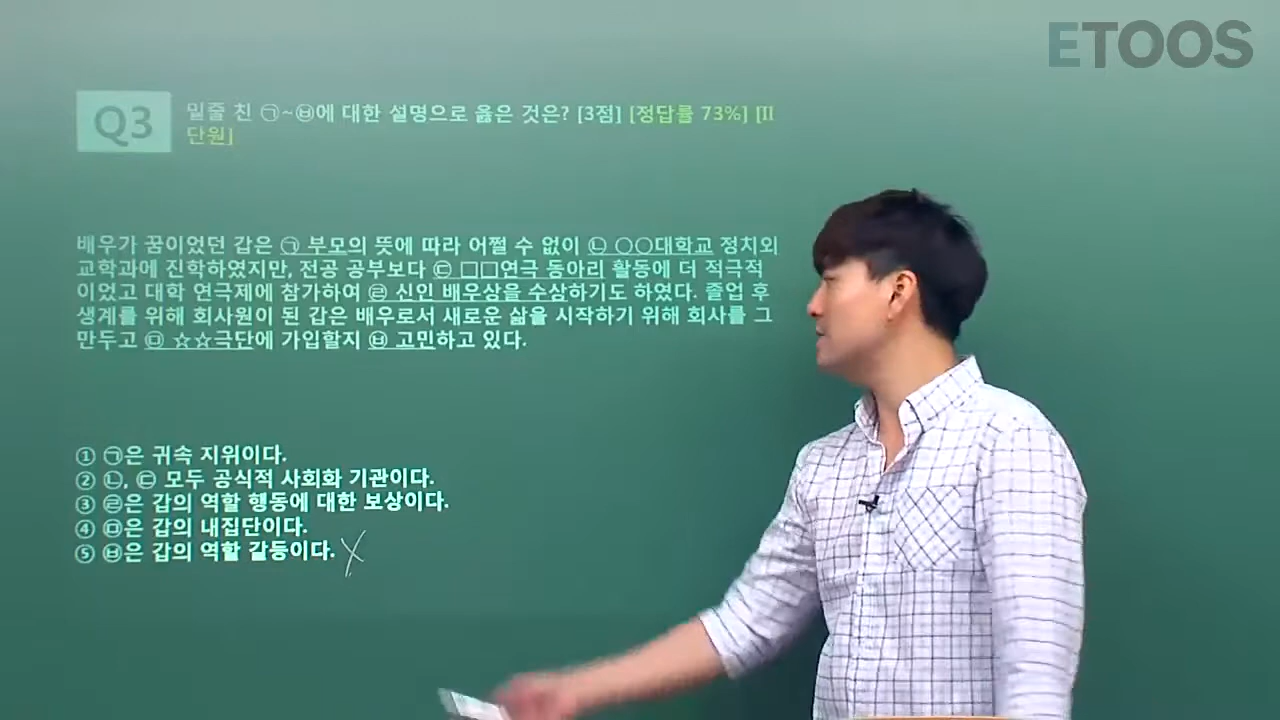 ETOOS
Q3
밑줄 친 ㉠~㉥에 대한 설명으로 옳은 것은? [3점] [정답률 73%] [II
단원]
배우가 꿈이었던 갑은 ㉠ 부모의 뜻에 따라 어쩔 수 없이 ㉡ ○○대학교 정치외
교학과에 진학하였지만, 전공 공부보다 ㉢ □□연극 동아리 활동에 더 적극적
이었고 대학 연극제에 참가하여 ㉣ 신인 배우상을 수상하기도 하였다. 졸업 후
생계를 위해 회사원이 된 갑은 배우로서 새로운 삶을 시작하기 위해 회사를 그
만두고 ㉤ ☆☆극단에 가입할지 ㉥ 고민하고 있다.
① ㉠은 귀속 지위이다.
② ㉡, ㉢ 모두 공식적 사회화 기관이다.
③ ㉣은 갑의 역할 행동에 대한 보상이다.
④ ㉤은 갑의 내집단이다.
⑤ ㉥은 갑의 역할 갈등이다.